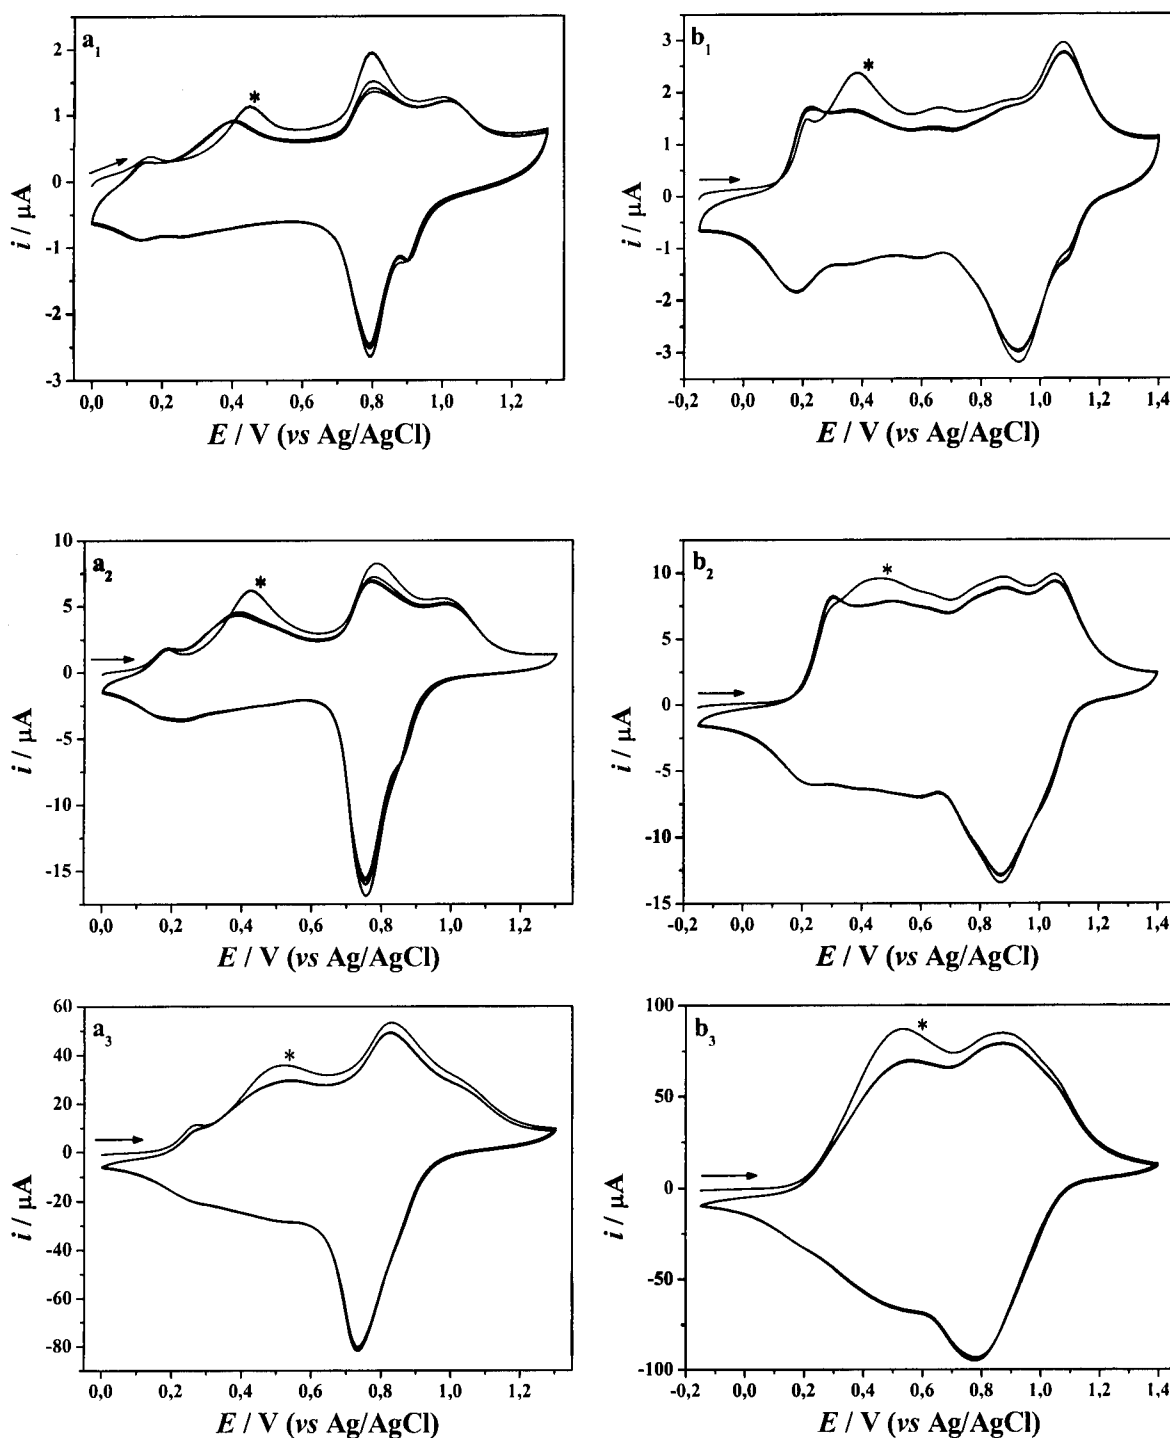 a1
*
2
1
0
-1
-2
-3
i / µA
0,0 0,2 0,4 0,6 0,8 1,0 1,2
E / V (vs Ag/AgCl)
b1
*
3
2
1
0
-1
-2
-3
i / µA
-0,2 0,0 0,2 0,4 0,6 0,8 1,0 1,2 1,4
E / V (vs Ag/AgCl)
a2
*
10
5
0
-5
-10
-15
i / µA
0,0 0,2 0,4 0,6 0,8 1,0 1,2
E / V (vs Ag/AgCl)
b2
*
10
5
0
-5
-10
-15
i / µA
-0,2 0,0 0,2 0,4 0,6 0,8 1,0 1,2 1,4
E / V (vs Ag/AgCl)
a3
*
60
40
20
0
-20
-40
-60
-80
i / µA
0,0 0,2 0,4 0,6 0,8 1,0 1,2
E / V (vs Ag/AgCl)
b3
*
100
50
0
-50
-100
i / µA
-0,2 0,0 0,2 0,4 0,6 0,8 1,0 1,2 1,4
E / V (vs Ag/AgCl)